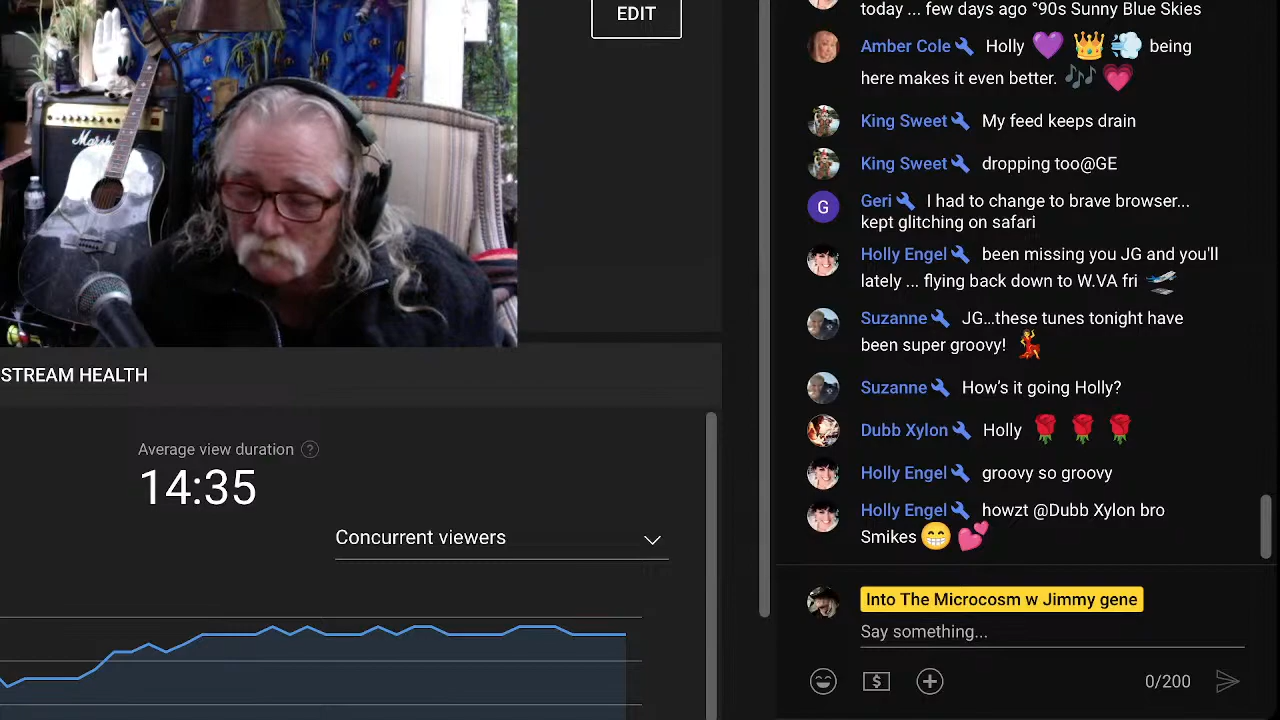 EDIT
Marshall
STREAM HEALTH
Average view duration ?
14:35
Concurrent viewers
today ... few days ago °90s Sunny Blue Skies
Amber Cole Holly 💜 👑 💨 being
here makes it even better. 🎶 💗
King Sweet My feed keeps drain
King Sweet dropping too@GE
G
Geri I had to change to brave browser...
kept glitching on safari
Holly Engel been missing you JG and you'll
lately ... flying back down to W.VA fri 🛫
Suzanne JG...these tunes tonight have
been super groovy! 💃
Suzanne How's it going Holly?
Dubb Xylon Holly 🌹 🌹 🌹
Holly Engel groovy so groovy
Holly Engel howzt @Dubb Xylon bro
Smikes 😁 💕
Into The Microcosm w Jimmy gene
Say something...
$
0/200